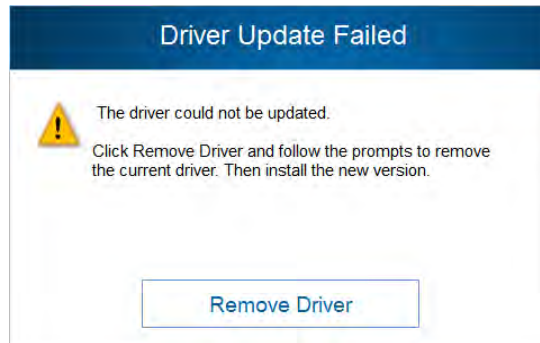 Driver Update Failed
The driver could not be updated.
Click Remove Driver and follow the prompts to remove
the current driver. Then install the new version.
Remove Driver